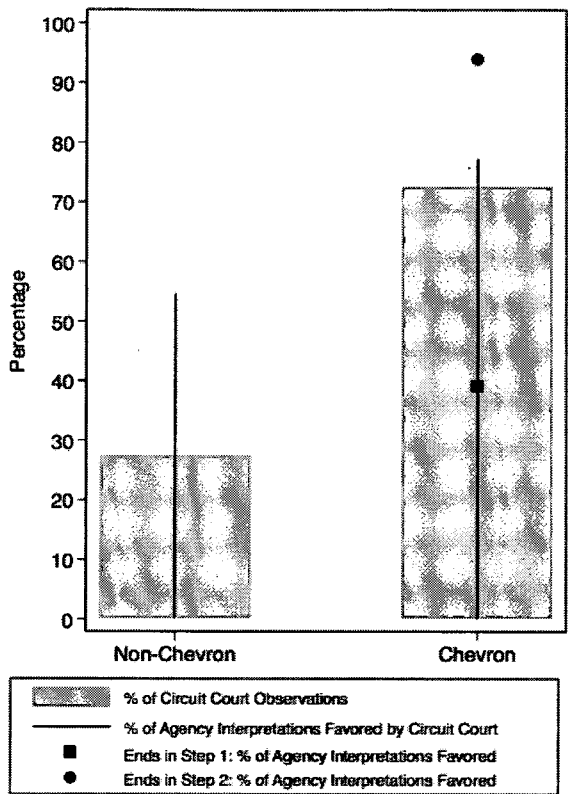 100
90
80
70
60
50
40
30
20
10
0
Percentage
Non-Chevron
Chevron
% of Circuit Court Observations
% of Agency Interpretations Favored by Circuit Court
Ends in Step 1: % of Agency Interpretations Favored
Ends in Step 2: % of Agency Interpretations Favored